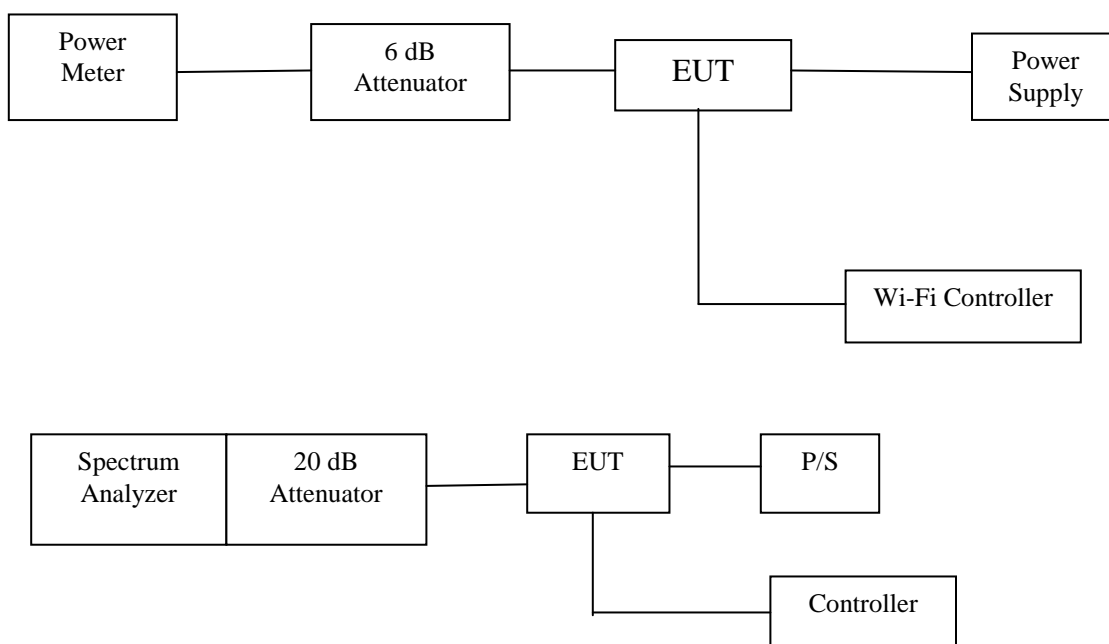 Power
Meter
6 dB
Attenuator
EUT
Power
Supply
Wi-Fi Controller
Spectrum
Analyzer
20 dB
Attenuator
EUT
P/S
Controller